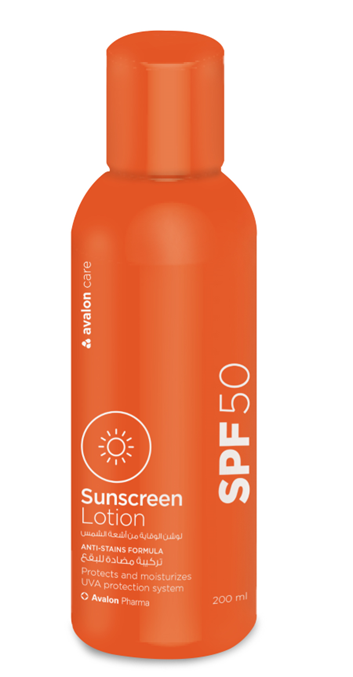 avalon care
SPF 50
Sunscreen
Lotion
لوشن الوقاية من أشعة الشمس
ANTI-STAINS FORMULA
تركيبة مضادة للبقع
Protects and moisturizes
UVA protection system
Avalon Pharma
200 ml